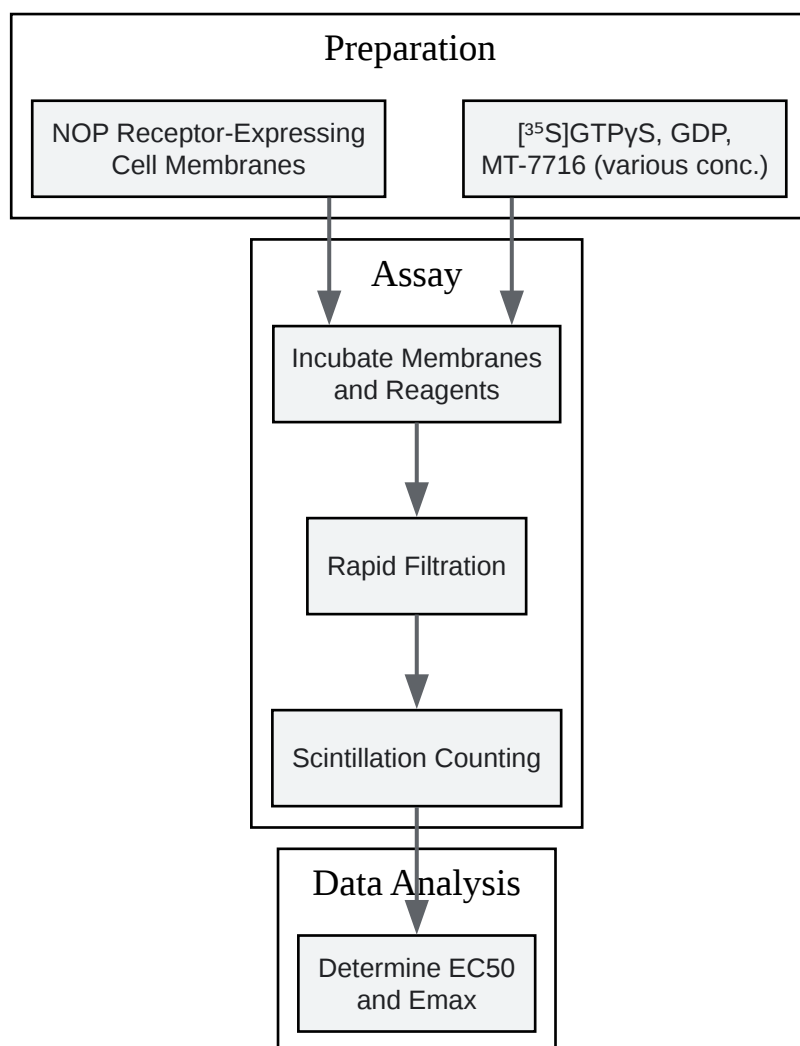 Preparation
NOP Receptor-Expressing
Cell Membranes
[³⁵S]GTPγS, GDP,
MT-7716 (various conc.)
Assay
Incubate Membranes
and Reagents
Rapid Filtration
Scintillation Counting
Data Analysis
Determine EC50
and Emax